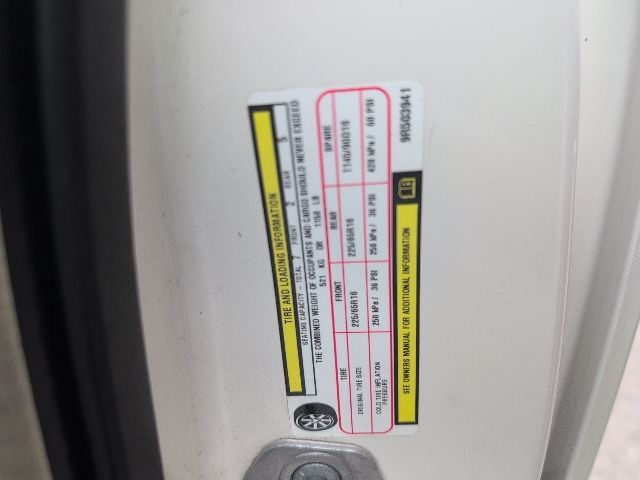 TIRE AND LOADING INFORMATION
SEATING CAPACITY - TOTAL 7 FRONT 2 REAR 5
THE COMBINED WEIGHT OF OCCUPANTS AND CARGO SHOULD NEVER EXCEED
521 KG OR 1150 LB
TIRE FRONT REAR SPARE
ORIGINAL TIRE SIZE 225/65R16 225/65R16 T145/90D16
COLD TIRE INFLATION PRESSURE 250 kPa / 36 PSI 250 kPa / 36 PSI 420 kPa / 60 PSI
SEE OWNERS MANUAL FOR ADDITIONAL INFORMATION
9R563641